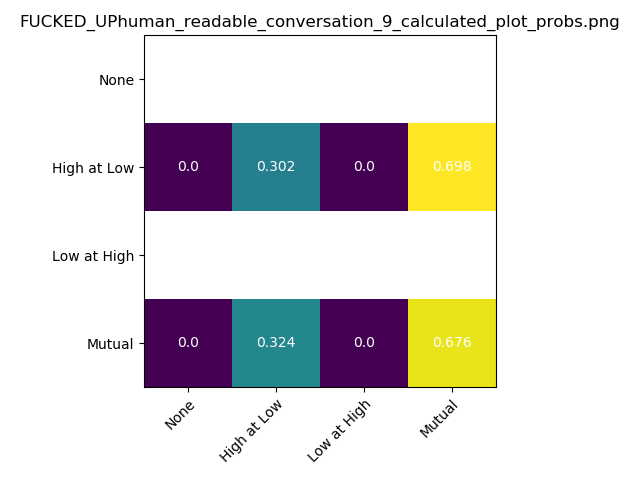 FUCKED_UPhuman_readable_conversation_9_calculated_plot_probs.png
None
High at Low
0.0 0.302 0.0 0.698
Low at High
Mutual
0.0 0.324 0.0 0.676
None
High at Low
Low at High
Mutual